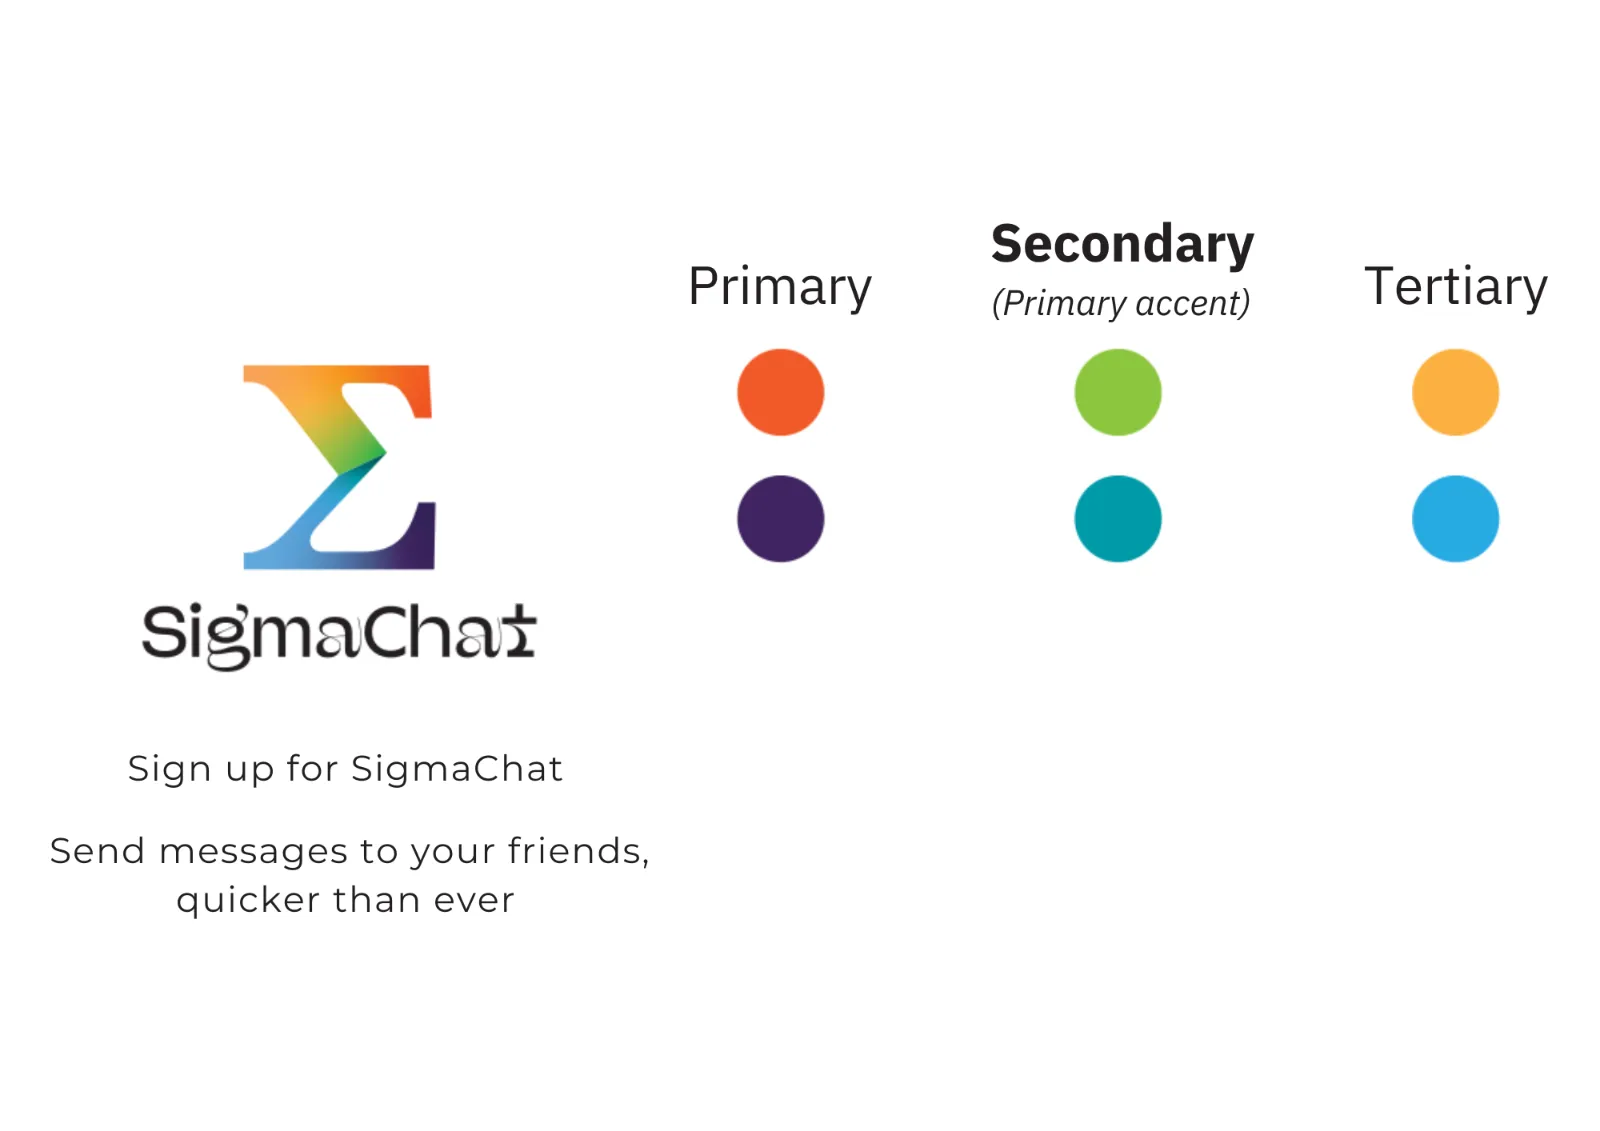 SigmaChat
Sign up for SigmaChat
Send messages to your friends,
quicker than ever
Primary
Secondary
(Primary accent)
Tertiary